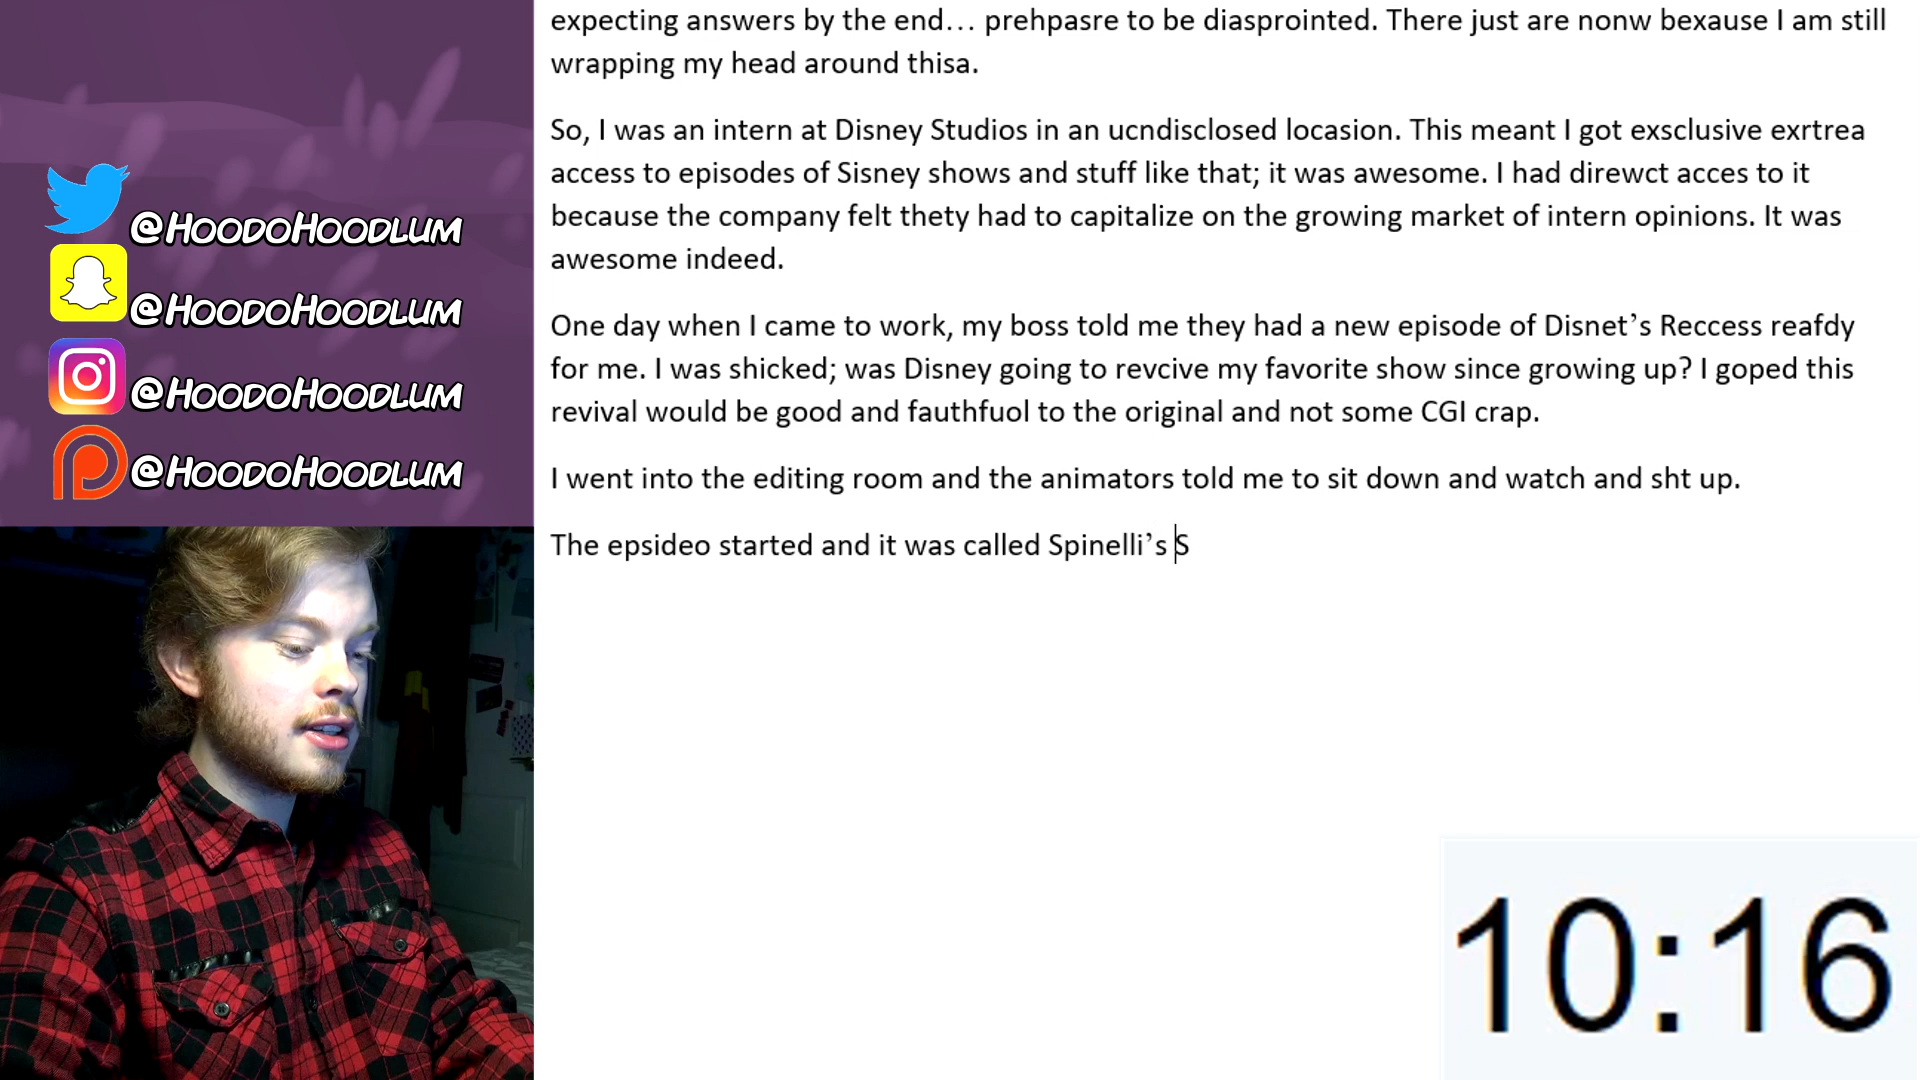 expecting answers by the end… prehpasre to be diasprointed. There just are nonw bexause I am still
wrapping my head around thisa.
So, I was an intern at Disney Studios in an ucndisclosed locasion. This meant I got exsclusive exrtrea
access to episodes of Sisney shows and stuff like that; it was awesome. I had direwct acces to it
because the company felt thety had to capitalize on the growing market of intern opinions. It was
awesome indeed.
One day when I came to work, my boss told me they had a new episode of Disnet’s Reccess reafdy
for me. I was shicked; was Disney going to revcive my favorite show since growing up? I goped this
revival would be good and fauthfuol to the original and not some CGI crap.
I went into the editing room and the animators told me to sit down and watch and sht up.
The epsideo started and it was called Spinelli’s S
@HOODOHOODLUM
@HOODOHOODLUM
@HOODOHOODLUM
@HOODOHOODLUM
10:16